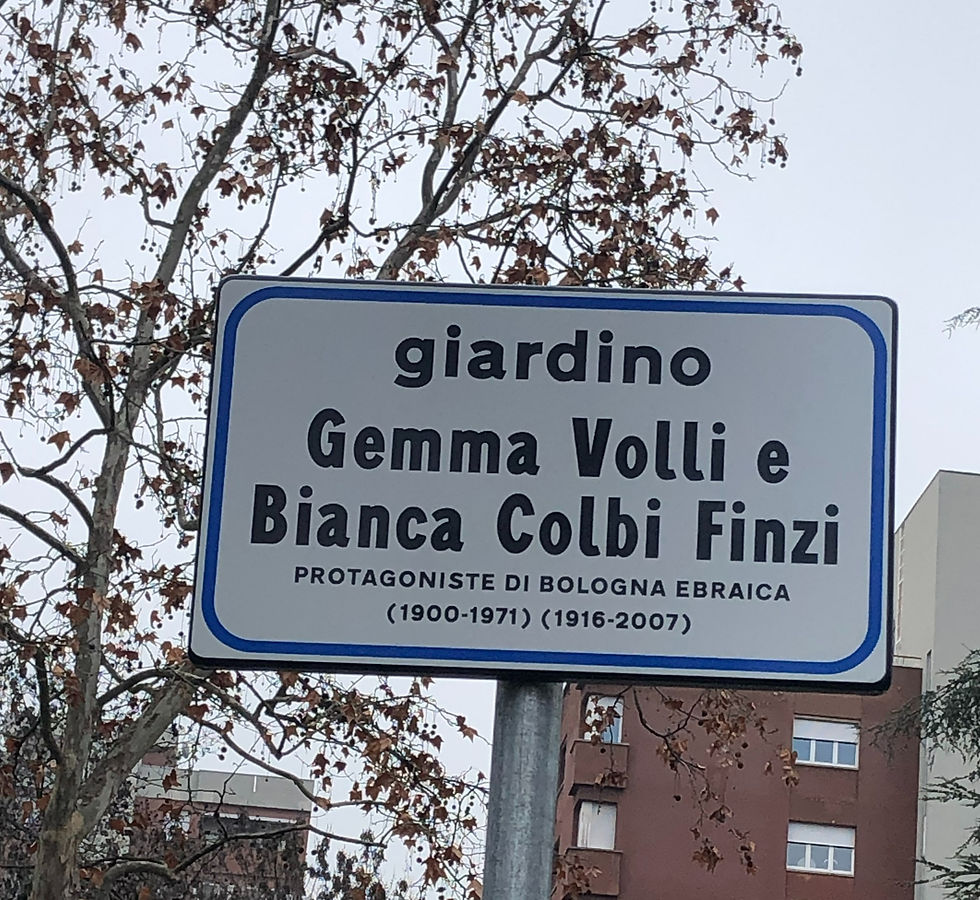 giardino
Gemma Volli e
Bianca Colbi Finzi
PROTAGONISTE DI BOLOGNA EBRAICA
(1900-1971) (1916-2007)